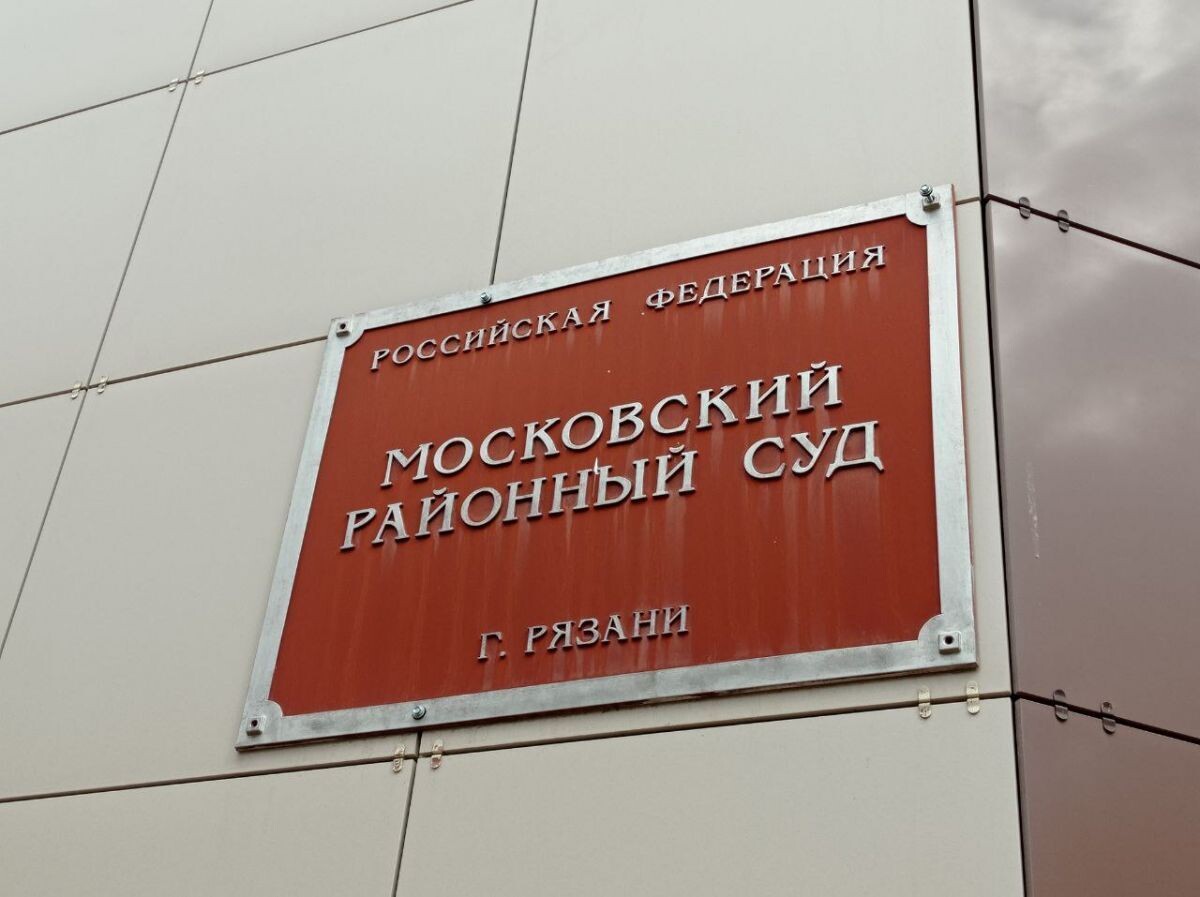 РОССИЙСКАЯ ФЕДЕРАЦИЯ
МОСКОВСКИЙ
РАЙОННЫЙ СУД
Г. РЯЗАНИ